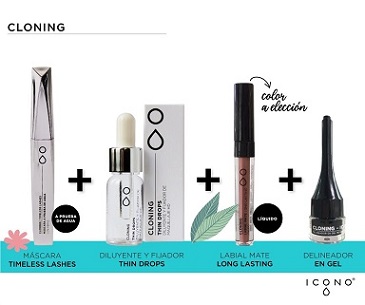 CLONING
color
a elección
A PRUEBA
DE AGUA
CLONING
THIN DROPS
LÍQUIDO
CLONING
MÁSCARA
TIMELESS LASHES
DILUYENTE Y FIJADOR
THIN DROPS
LABIAL MATE
LONG LASTING
DELINEADOR
EN GEL
ICONO